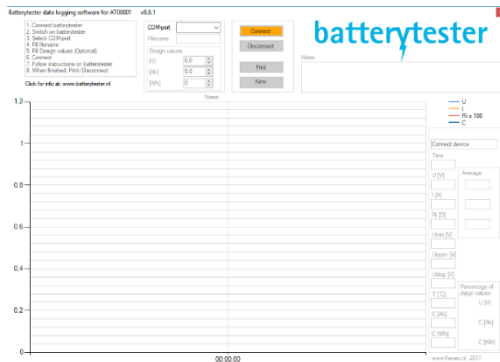 Batterytester data logging software for AT00001 v8.8.1
1. Connect batterytester
2. Switch on batterytester
3. Select COM-port
4. Fill filename
5. Fill Design values (Optional)
6. Connect
7. Follow instructions on batterytester
8. When finished: Print/Disconnect
Click for info at: www.batterytester.nl
COM-port
Filename:
Design values
[V] 0.0
[Ah] 0.0
[Wh] 0
Connect
Disconnect
Print
New
batterytester
Notes
Name
1.2
1
0.8
0.6
0.4
0.2
0
00:00:00
U
I
Ri x 100
C
Connect device
Time
U [V]
Average
I [A]
Ri [Ω]
Umin [V]
Uopen [V]
Ustop [V]
T [°C]
Percentage of
design values
U [V]
C [Ah]
C [Ah]
C [Wh]
C [Wh]
2017